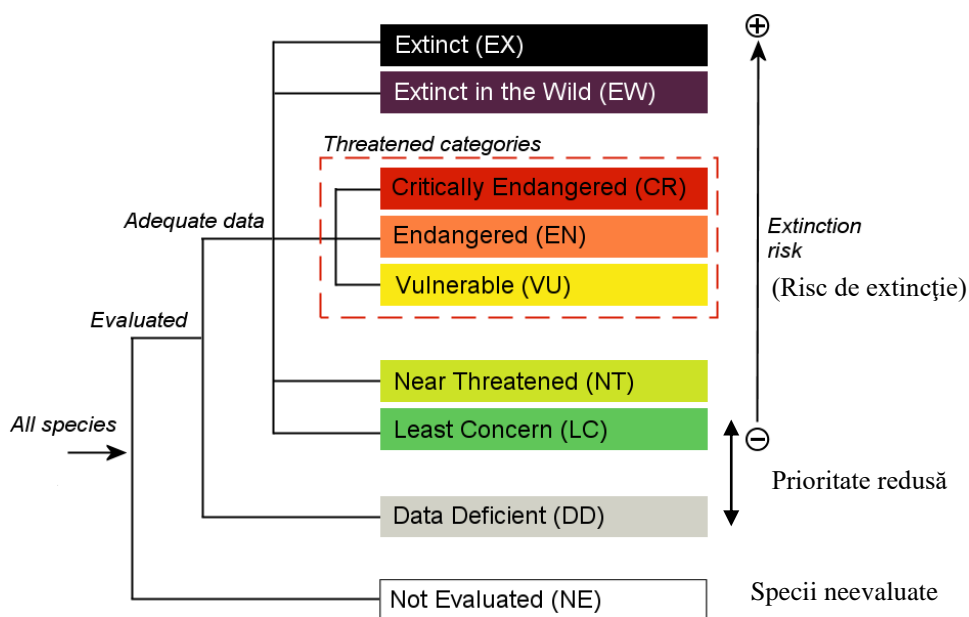 Extinct (EX)
Extinct in the Wild (EW)
Threatened categories
Critically Endangered (CR)
Adequate data
Endangered (EN)
Extinction
risk
Vulnerable (VU)
(Risc de extincţie)
Evaluated
Near Threatened (NT)
All species
Least Concern (LC)
Prioritate redusă
Data Deficient (DD)
Not Evaluated (NE)
Specii neevaluate